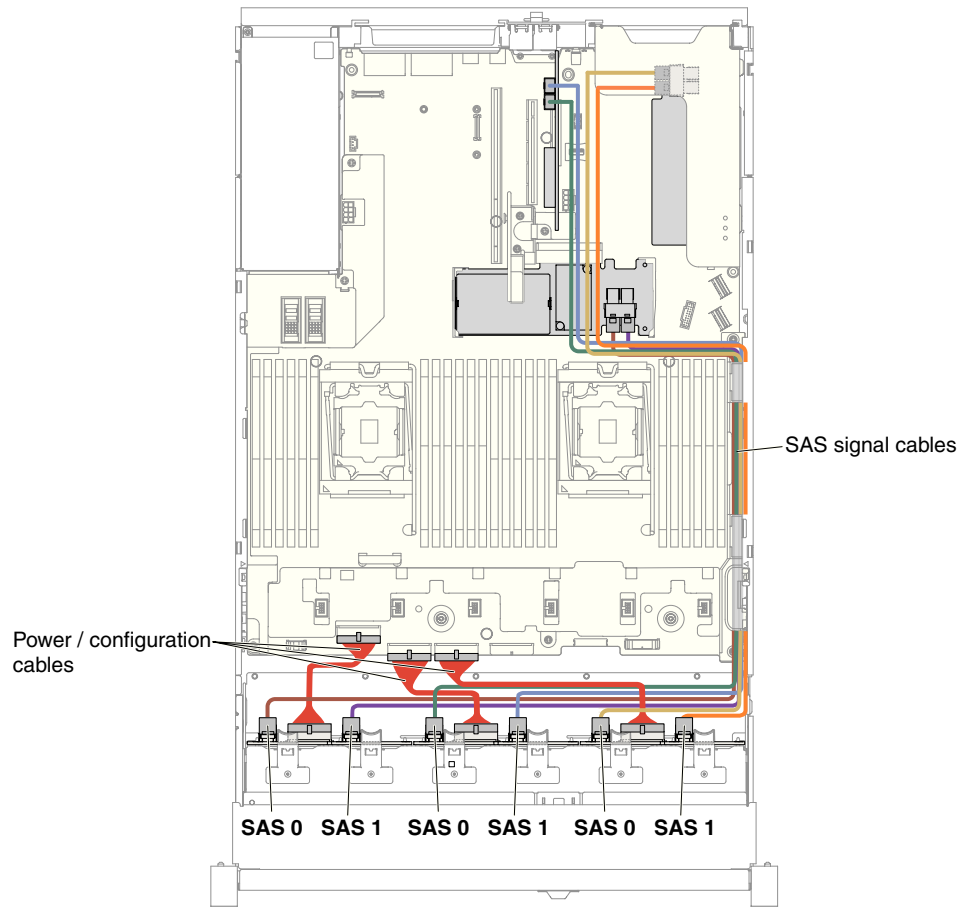 SAS signal cables
Power / configuration
cables
SAS 0 SAS 1 SAS 0 SAS 1 SAS 0 SAS 1